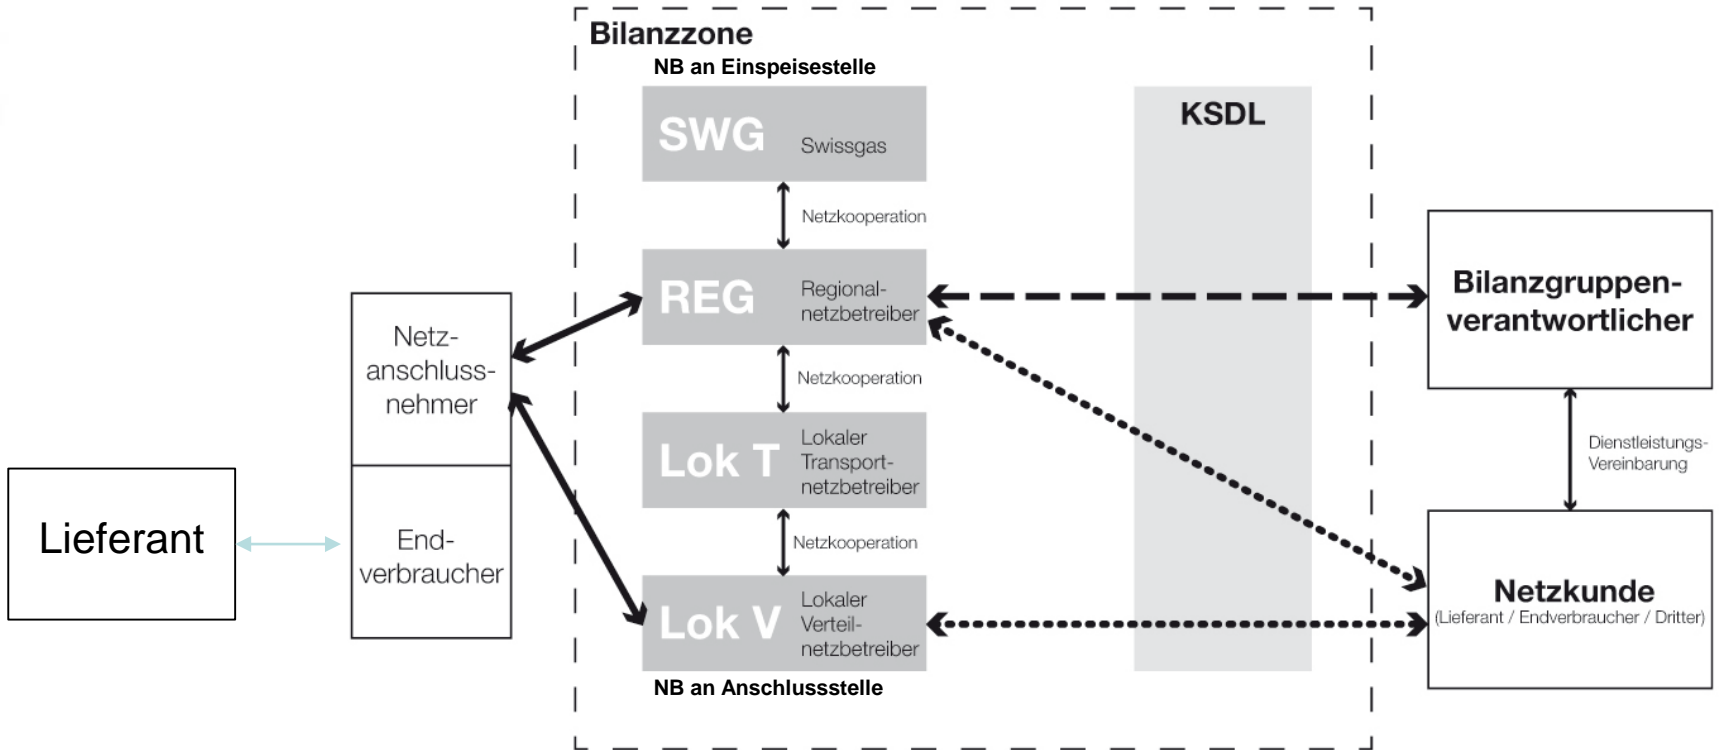 Bilanzzone
NB an Einspeisestelle
SWG
Swissgas
KSDL
Netzkooperation
REG
Regional-
netzbetreiber
Bilanzgruppen-
verantwortlicher
Netz-
anschluss-
nehmer
Netzkooperation
Lok T
Lokaler
Transport-
netzbetreiber
Dienstleistungs-
Vereinbarung
Lieferant
End-
verbraucher
Netzkooperation
Lok V
Lokaler
Verteil-
netzbetreiber
Netzkunde
(Lieferant / Endverbraucher / Dritter)
NB an Anschlussstelle